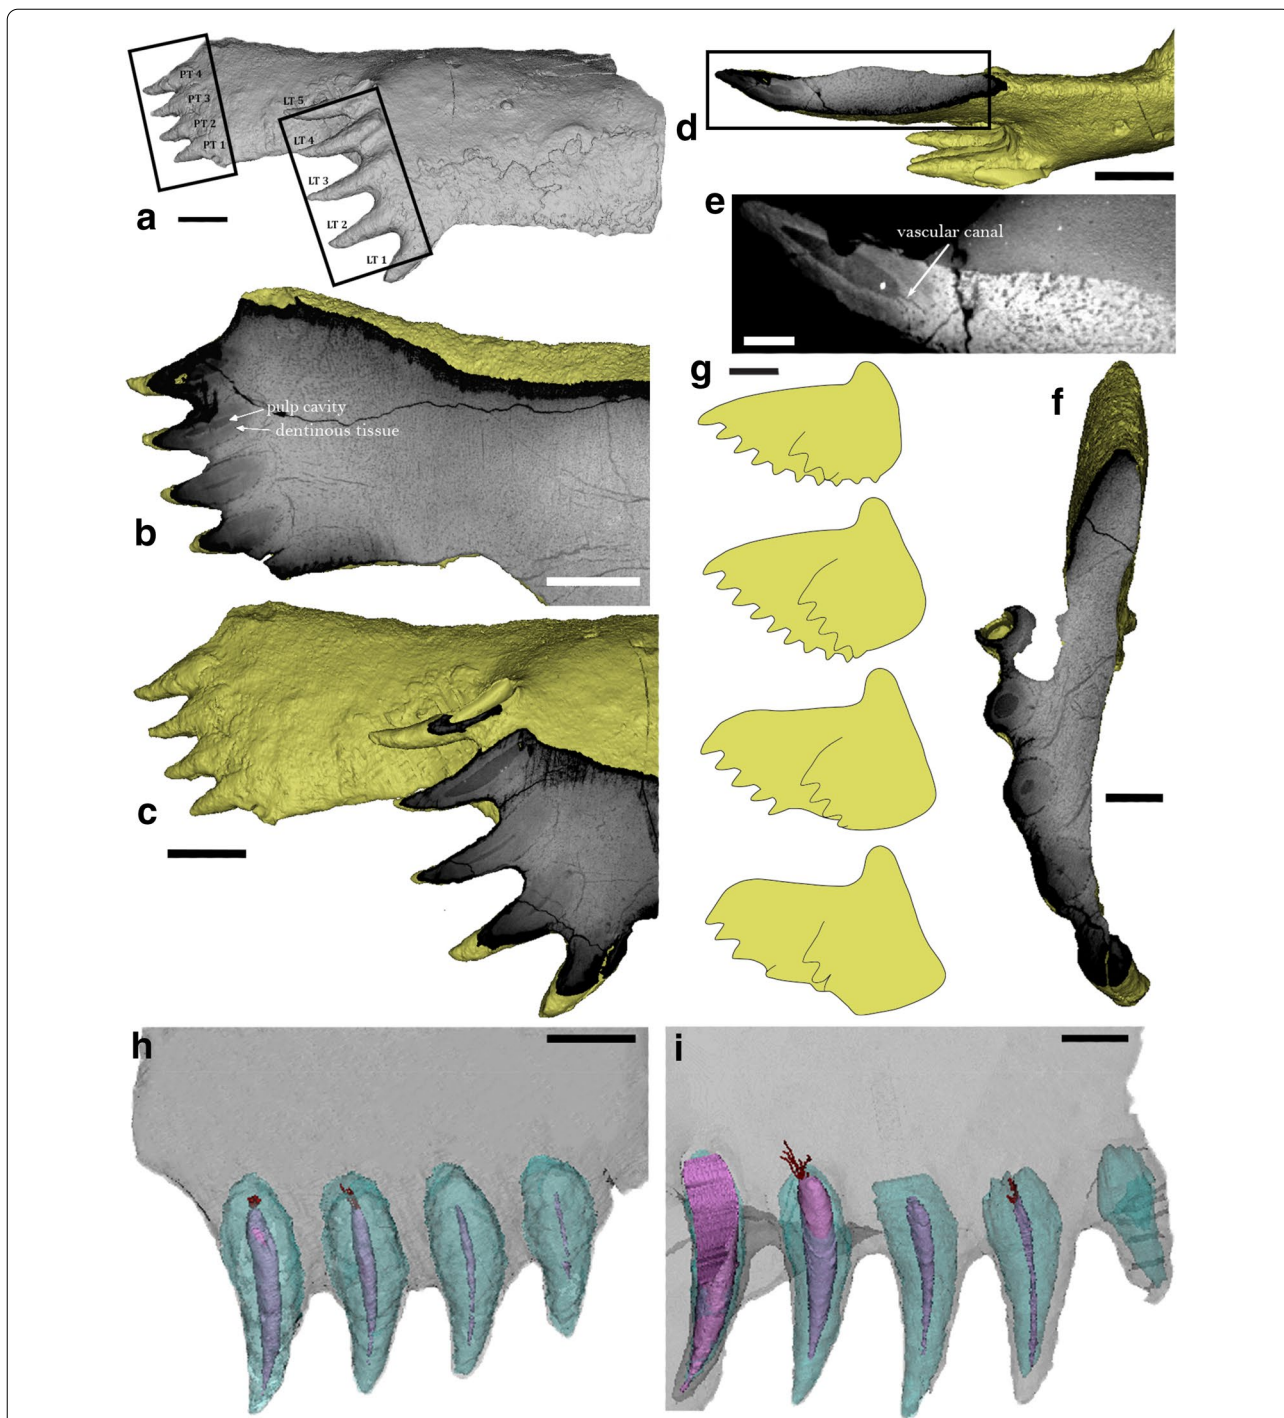 PT 4
PT 3
PT 2
PT 1
LT 5
LT 4
LT 3
LT 2
LT 1
a
d
e
vascular canal
b
pulp cavity
dentinous tissue
g
f
c
h
i